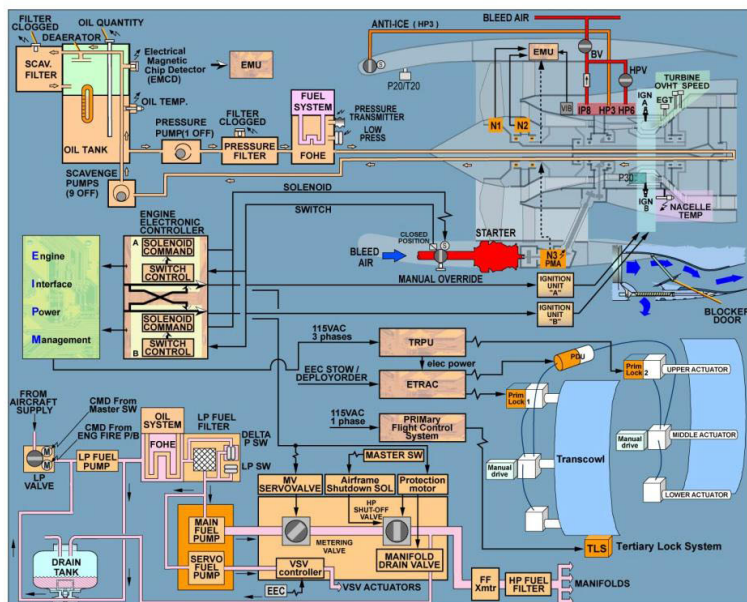 FILTER
CLOGGED
OIL QUANTITY
DEAERATOR
SCAV.
FILTER
Electrical
Magnetic
Chip Detector
(EMCD)
EMU
OIL TEMP.
OIL TANK
PRESSURE
PUMP(1 OFF)
FILTER
CLOGGED
PRESSURE
FILTER
FUEL
SYSTEM
FOHE
PRESSURE
TRANSMITTER
LOW
PRESS
SCAVENGE
PUMPS
(9 OFF)
ANTI-ICE (HP3)
S
P20/T20
BLEED AIR
BV
HPV
EMU
N1
N2
VIB
IP8
HP3
HP6
IGN
A
TURBINE
OVHT SPEED
EGT
P30
IGN
B
NACELLE
TEMP
SOLENOID
SWITCH
ENGINE
ELECTRONIC
CONTROLLER
A
SOLENOID
COMMAND
SWITCH
CONTROL
SOLENOID
COMMAND
B
SWITCH
CONTROL
Engine
Interface
Power
Management
CLOSED
POSITION
S
STARTER
BLEED
AIR
N3
PMA
MANUAL OVERRIDE
IGNITION
UNIT "A"
IGNITION
UNIT "B"
BLOCKER
DOOR
115VAC
3 phases
TRPU
elec power
EEC STOW /
DEPLOYORDER
ETRAC
115VAC
1 phase
PRIMary
Flight Control
System
PDU
Prim
Lock 1
Prim
Lock 2
UPPER ACTUATOR
Manual
drive
Transcowl
Manual
drive
MIDDLE ACTUATOR
LOWER ACTUATOR
TLS
Tertiary Lock System
FROM
AIRCRAFT
SUPPLY
CMD From
Master SW
CMD From
ENG FIRE P/B
M
M
LP
VALVE
LP FUEL
PUMP
OIL
SYSTEM
FOHE
LP FUEL
FILTER
DELTA
P SW
LP SW
MASTER SW
MV
SERVOVALVE
Airframe
Shutdown SOL
Protection
motor
HP
SHUT-OFF
VALVE
MAIN
FUEL
PUMP
METERING
VALVE
MANIFOLD
DRAIN VALVE
SERVO
FUEL
PUMP
VSV
controller
EEC
VSV ACTUATORS
DRAIN
TANK
FF
Xmtr
HP FUEL
FILTER
MANIFOLDS